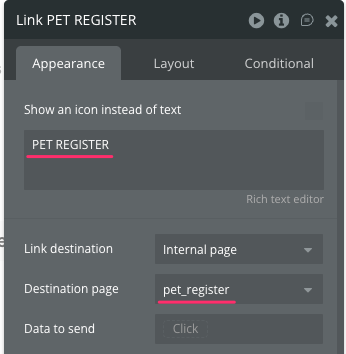 Link PET REGISTER
Appearance Layout Conditional
Show an icon instead of text
PET REGISTER
Rich text editor
Link destination Internal page
Destination page pet_register
Data to send Click